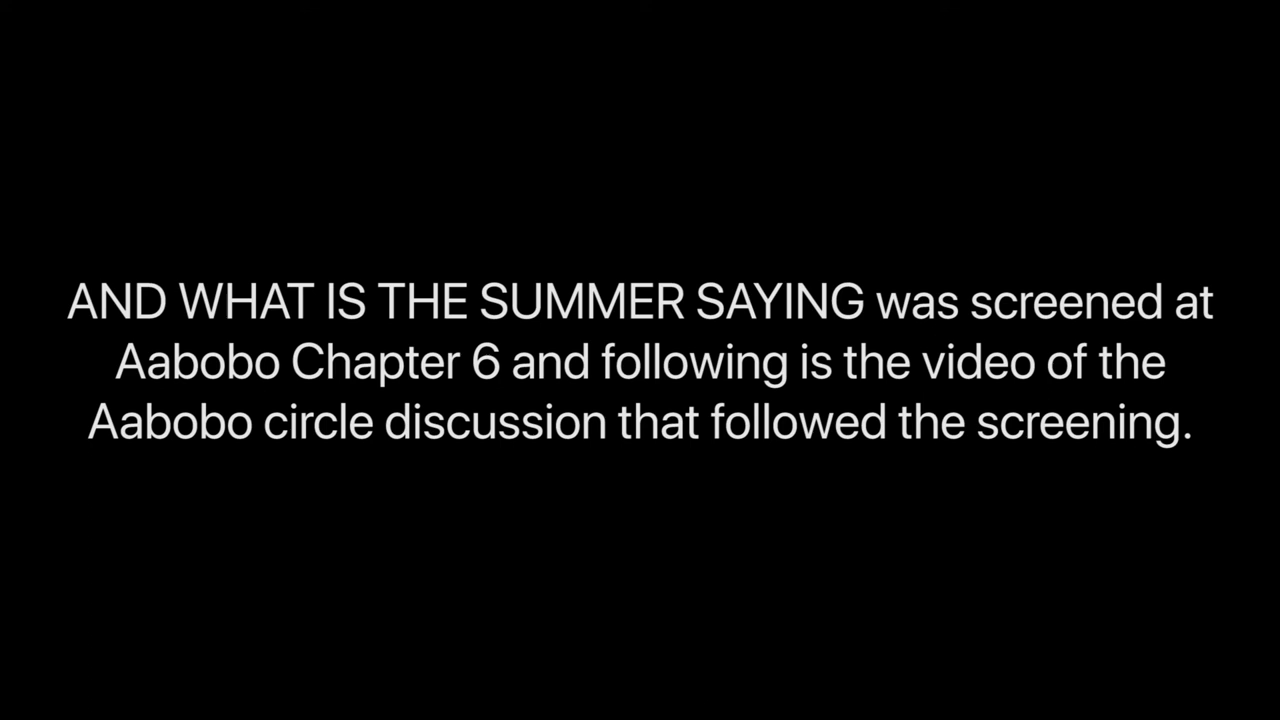 AND WHAT IS THE SUMMER SAYING was screened at
Aabobo Chapter 6 and following is the video of the
Aabobo circle discussion that followed the screening.